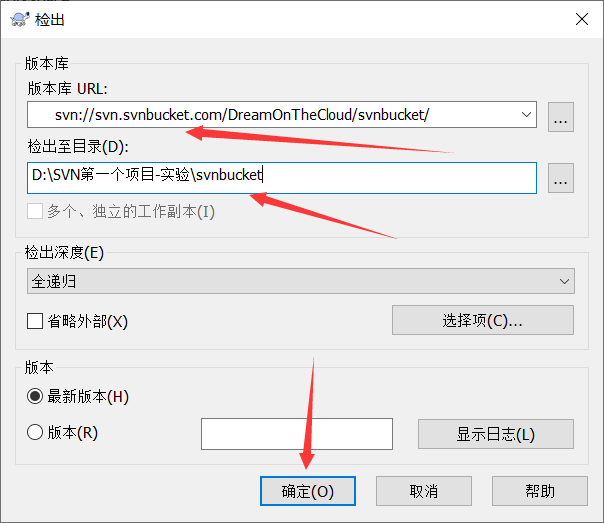 检出
版本库
版本库 URL:
svn://svn.svnbucket.com/DreamOnTheCloud/svnbucket/
...
检出至目录(D):
D:\SVN第一个项目-实验\svnbucket
...
多个、独立的工作副本(I)
检出深度(E)
全递归
省略外部(X)
选择项(C)...
版本
最新版本(H)
版本(R)
显示日志(L)
确定(O)
取消
帮助